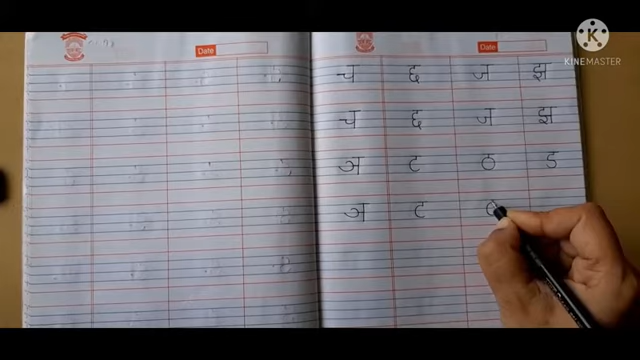 Date Date K
KINEMASTER
च छ ज झ
च छ ज झ
ञ ट ठ ड
ञ ट